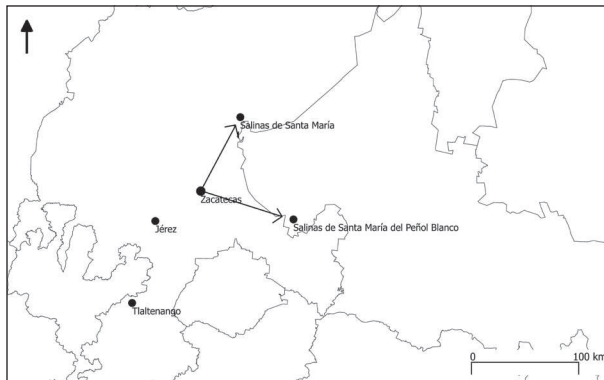 Salinas de Santa María
Zacatecas
Jérez
Salinas de Santa María del Peñol Blanco
Tlaltenango
0 100 km